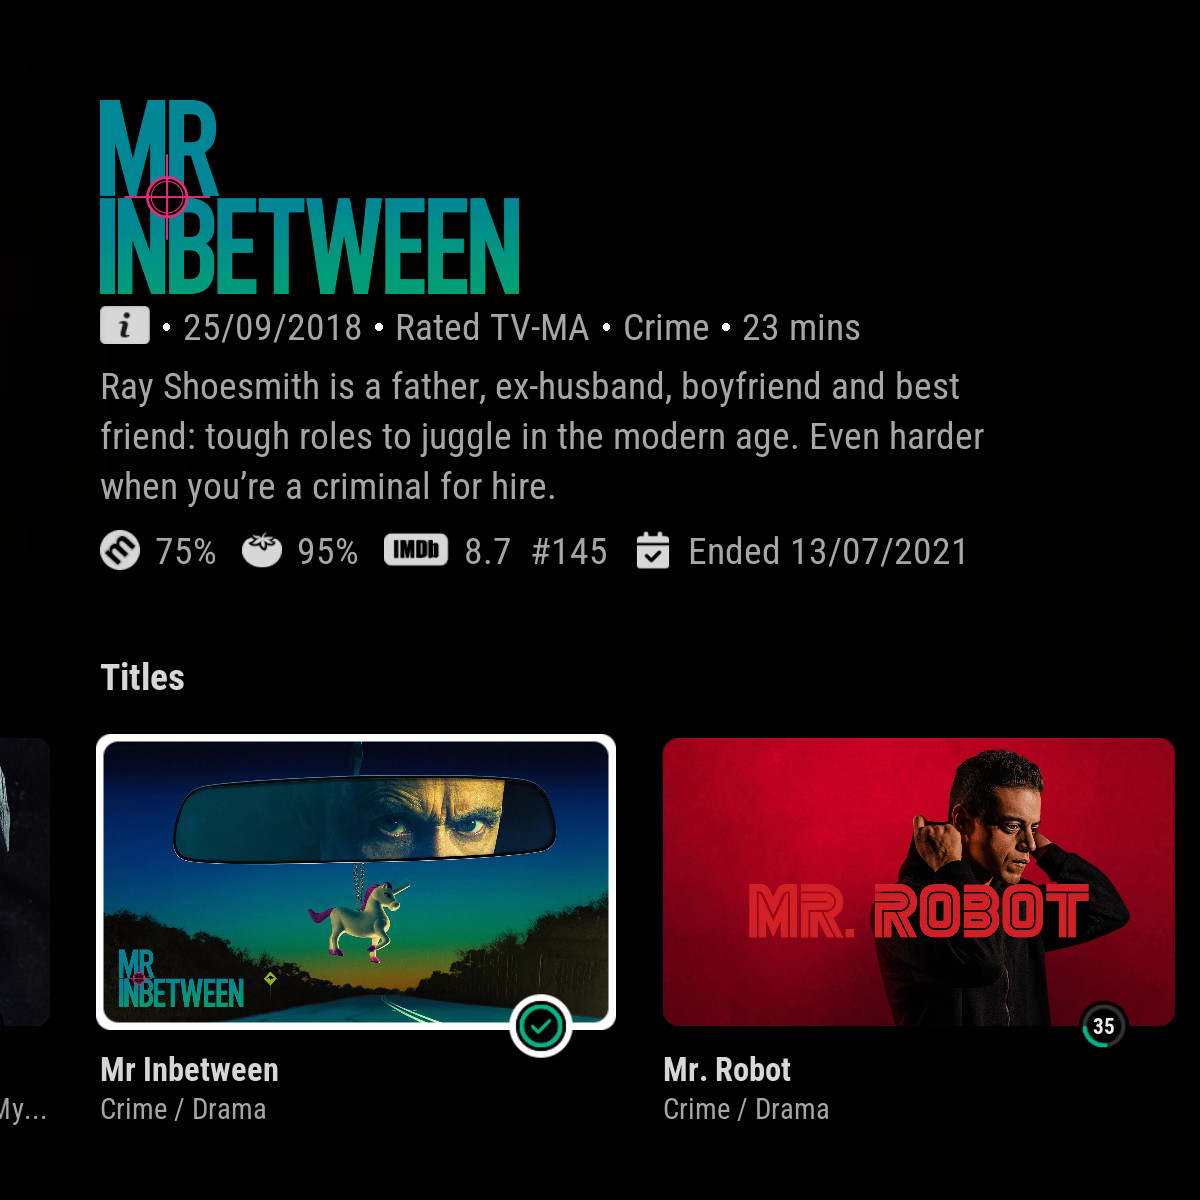 MR
INBETWEEN
i • 25/09/2018 • Rated TV-MA • Crime • 23 mins
Ray Shoesmith is a father, ex-husband, boyfriend and best
friend: tough roles to juggle in the modern age. Even harder
when you’re a criminal for hire.
m 75% 95% IMDb 8.7 #145 Ended 13/07/2021
Titles
MR
INBETWEEN
MR. ROBOT
35
Mr Inbetween
Mr. Robot
My...
Crime / Drama
Crime / Drama